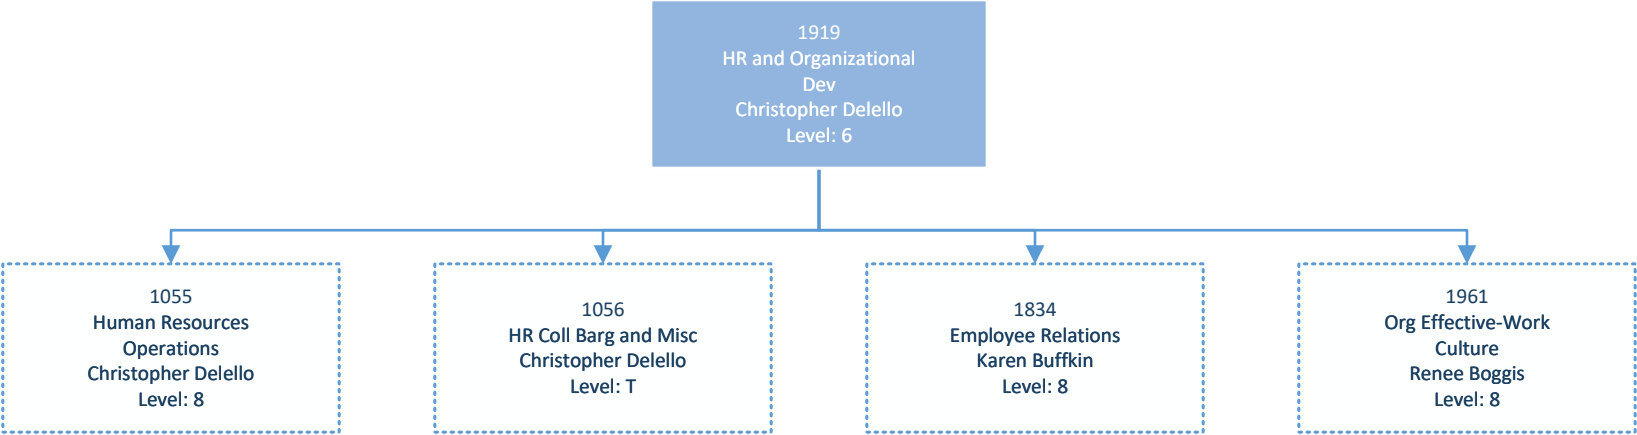 1919
HR and Organizational
Dev
Christopher Delello
Level: 6
1055
Human Resources
Operations
Christopher Delello
Level: 8
1056
HR Coll Barg and Misc
Christopher Delello
Level: T
1834
Employee Relations
Karen Buffkin
Level: 8
1961
Org Effective-Work
Culture
Renee Boggis
Level: 8